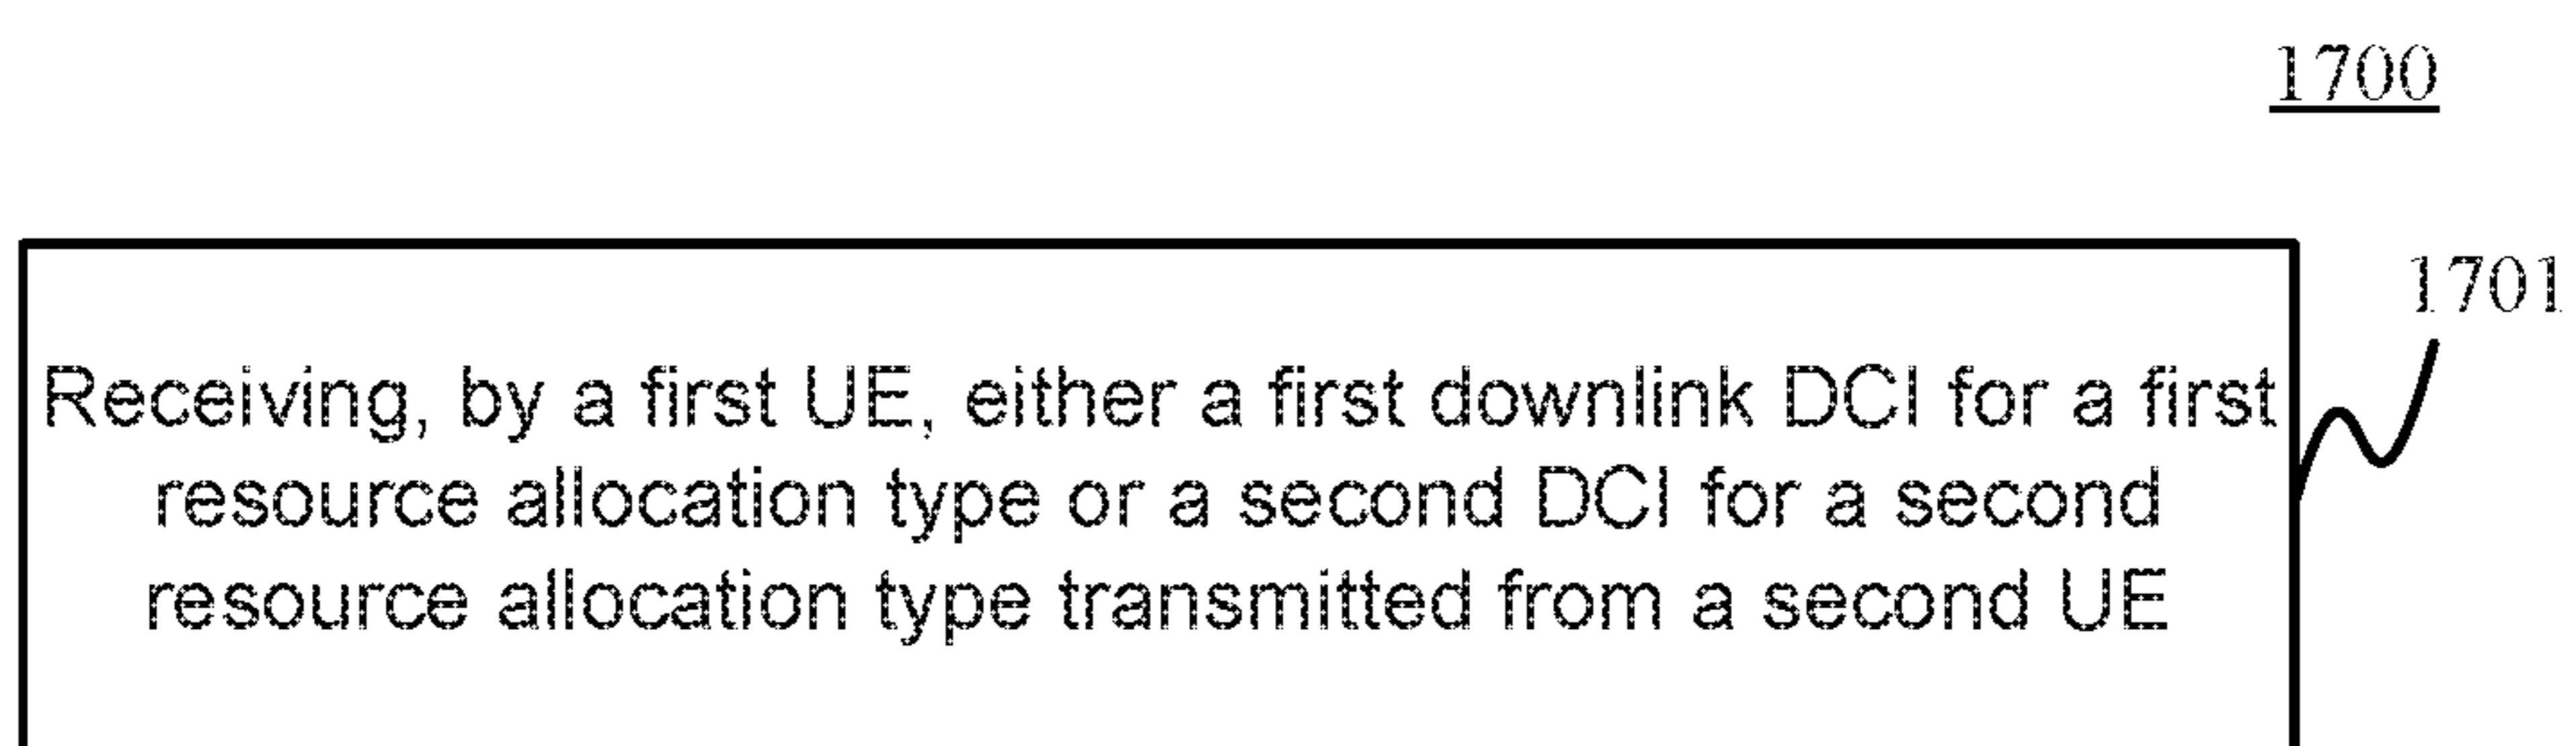 1700
1701
Receiving, by a first UE, either a first downlink DCI for a first
resource allocation type or a second DCI for a second
resource allocation type transmitted from a second UE